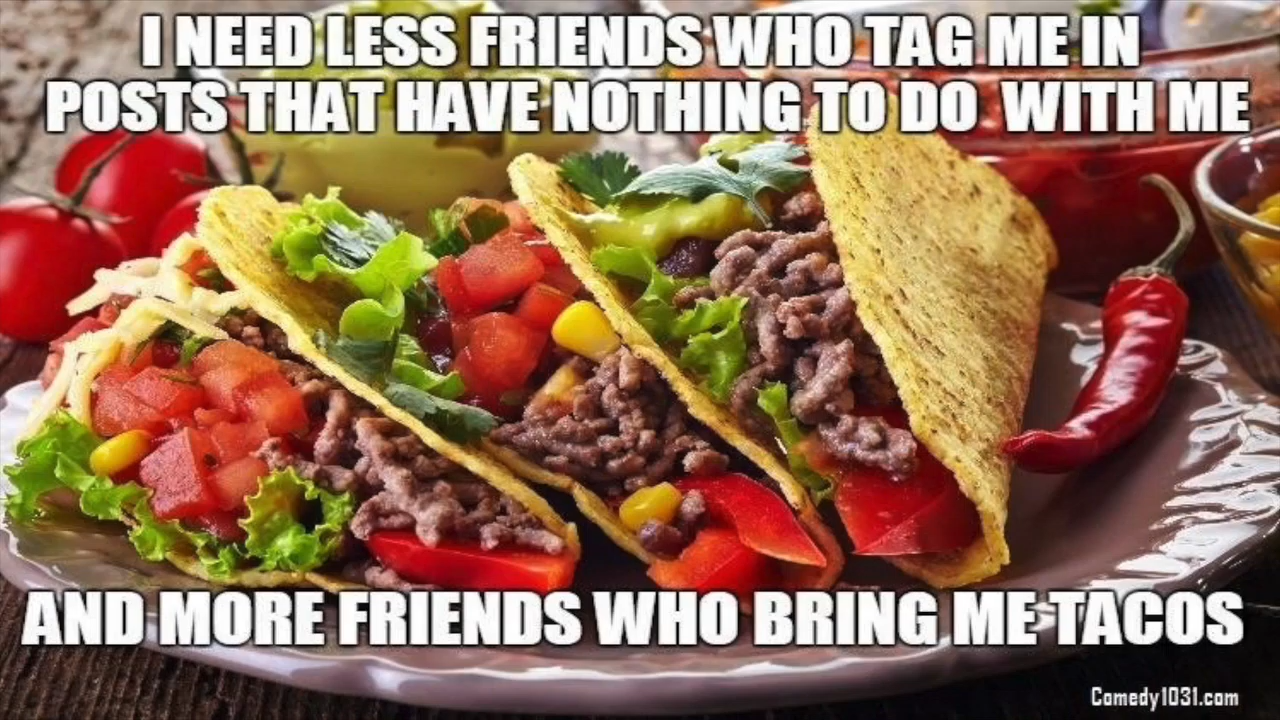 I NEED LESS FRIENDS WHO TAG ME IN
POSTS THAT HAVE NOTHING TO DO WITH ME
AND MORE FRIENDS WHO BRING ME TACOS
Comedy1031.com